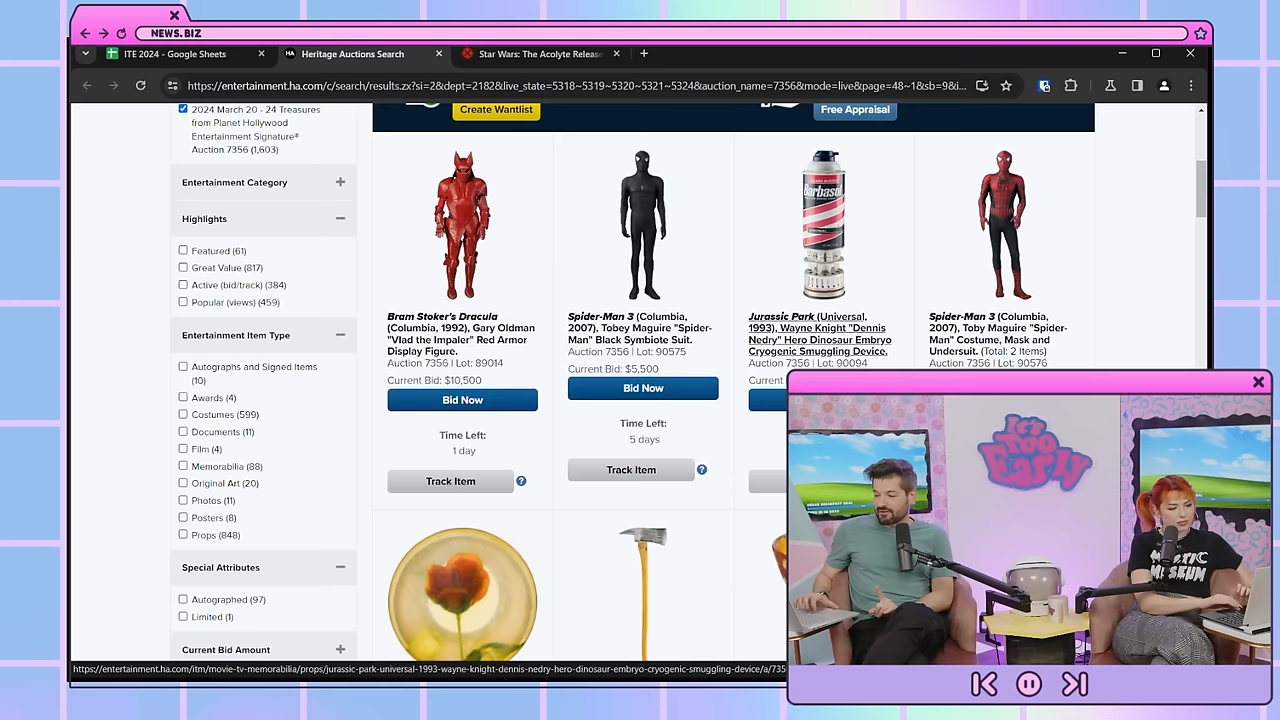 NEWS.BIZ
ITE 2024 - Google Sheets
Heritage Auctions Search
Star Wars: The Acolyte Release
https://entertainment.ha.com/c/search/results.zx?si=2&dept=2182&live_state=5318~5319~5320~5321~5324&auction_name=7356&mode=live&page=48~1&sb=9&i...
2024 March 20 - 24 Treasures
from Planet Hollywood
Entertainment Signature®
Auction 7356 (1,603)
Entertainment Category
Highlights
Featured (61)
Great Value (817)
Active (bid/track) (384)
Popular (views) (459)
Entertainment Item Type
Autographs and Signed Items
(10)
Awards (4)
Costumes (599)
Documents (11)
Film (4)
Memorabilia (88)
Original Art (20)
Photos (11)
Posters (8)
Props (848)
Special Attributes
Autographed (97)
Limited (1)
Current Bid Amount
Create Wantlist
Free Appraisal
Bram Stoker's Dracula
(Columbia, 1992), Gary Oldman
"Vlad the Impaler" Red Armor
Display Figure.
Auction 7356 | Lot: 89014
Current Bid: $10,500
Bid Now
Time Left:
1 day
Track Item
Spider-Man 3 (Columbia,
2007), Tobey Maguire "Spider-
Man" Black Symbiote Suit.
Auction 7356 | Lot: 90575
Current Bid: $5,500
Bid Now
Time Left:
5 days
Track Item
Barbasol
Jurassic Park (Universal,
1993), Wayne Knight "Dennis
Nedry" Hero Dinosaur Embryo
Cryogenic Smuggling Device.
Auction 7356 | Lot: 90094
Current
Spider-Man 3 (Columbia,
2007), Toby Maguire "Spider-
Man" Costume, Mask and
Undersuit. (Total: 2 Items)
Auction 7356 | Lot: 90576
It's
Too
Early
MUSEUM
https://entertainment.ha.com/itm/movie-tv-memorabilia/props/jurassic-park-universal-1993-wayne-knight-dennis-nedry-hero-dinosaur-embryo-cryogenic-smuggling-device/a/735